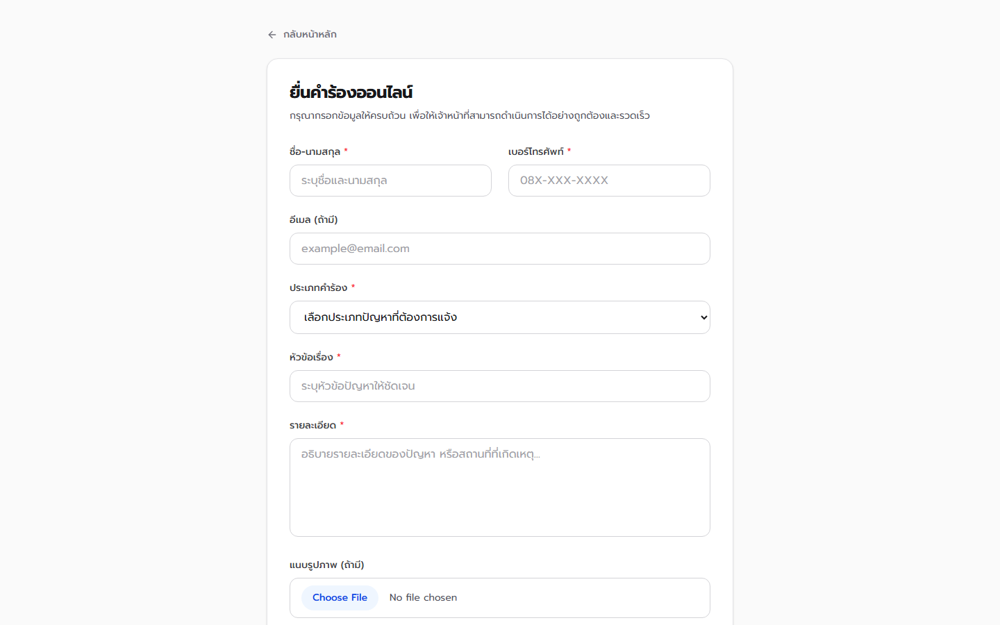 กลับหน้าหลัก
ยื่นคำร้องออนไลน์
กรุณากรอกข้อมูลให้ครบถ้วน เพื่อให้เจ้าหน้าที่สามารถดำเนินการได้อย่างถูกต้องและรวดเร็ว
ชื่อ-นามสกุล *
เบอร์โทรศัพท์ *
ระบุชื่อและนามสกุล
08X-XXX-XXXX
อีเมล (ถ้ามี)
example@email.com
ประเภทคำร้อง *
เลือกประเภทปัญหาที่ต้องการแจ้ง
หัวข้อเรื่อง *
ระบุหัวข้อปัญหาให้ชัดเจน
รายละเอียด *
อธิบายรายละเอียดของปัญหา หรือสถานที่ที่เกิดเหตุ...
แนบรูปภาพ (ถ้ามี)
Choose File No file chosen